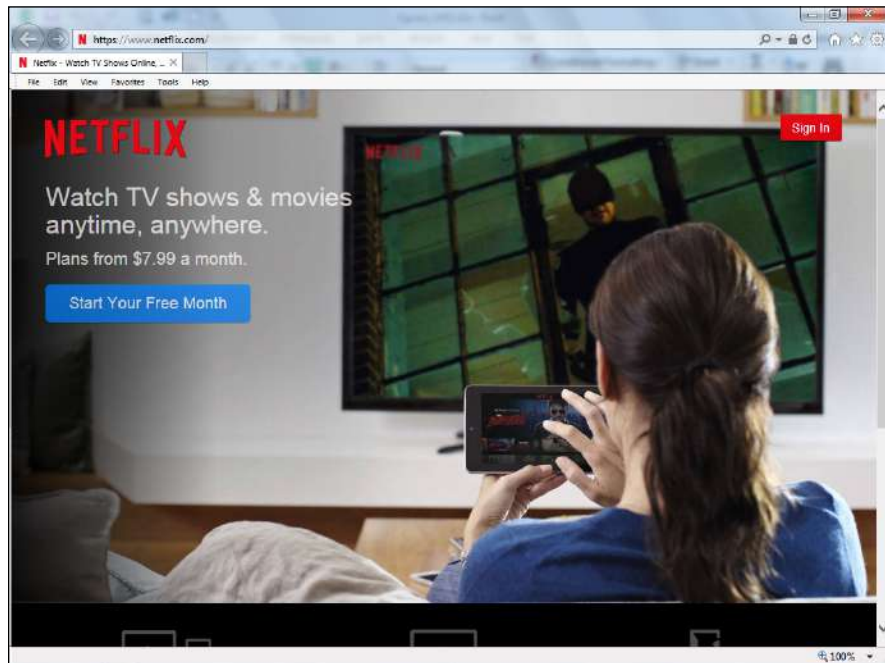 https://www.netflix.com/
Netflix - Watch TV Shows Online, ...
File Edit View Favorites Tools Help
NETFLIX
Sign In
NETFLIX
Watch TV shows & movies
anytime, anywhere.
Plans from $7.99 a month.
Start Your Free Month
100%